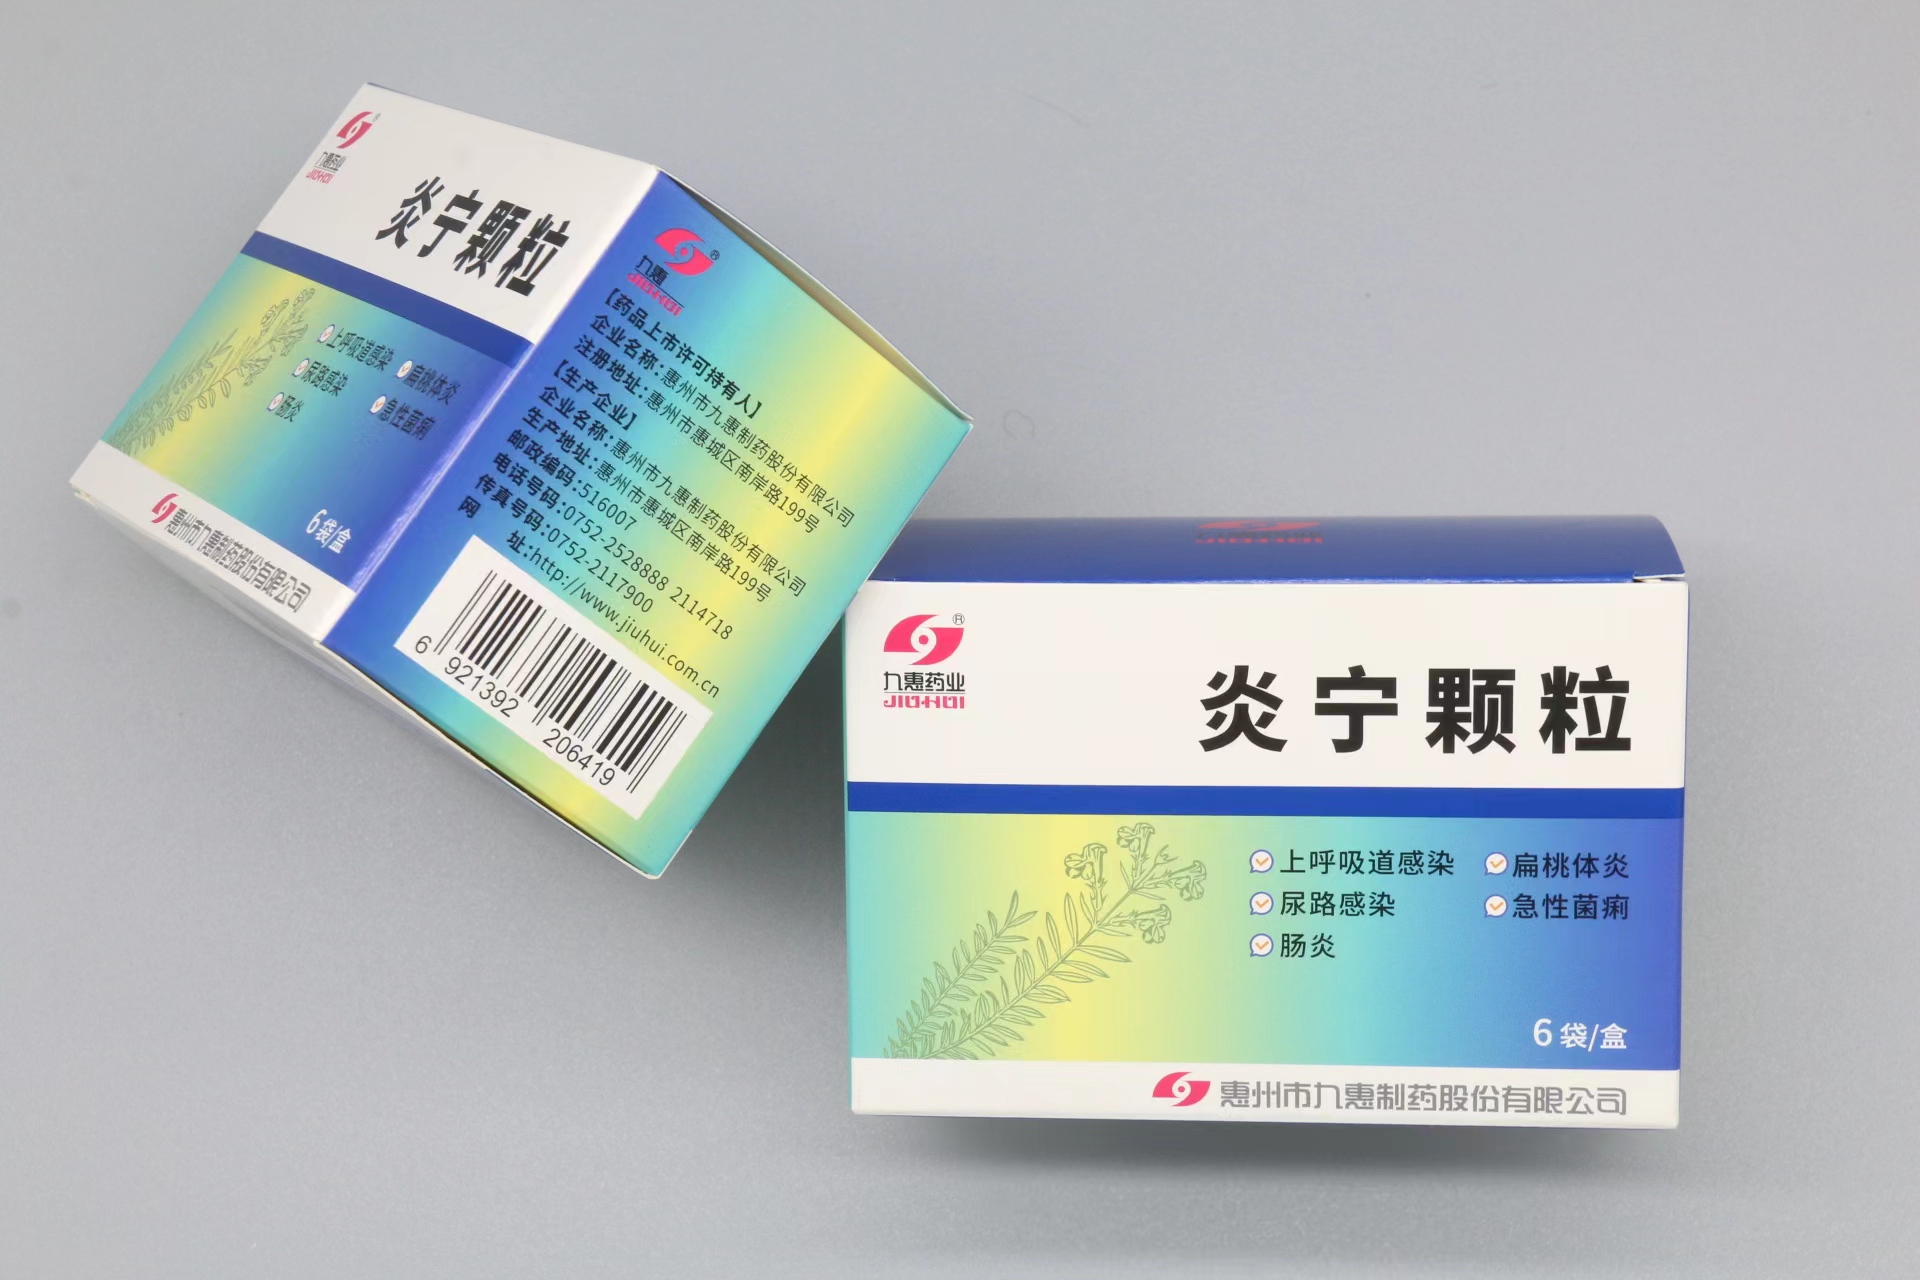 九惠药业
JIUHUI
炎宁颗粒
上呼吸道感染
扁桃体炎
尿路感染
急性菌痢
肠炎
6袋/盒
惠州市九惠制药股份有限公司
九惠
JIUHUI
【药品上市许可持有人】
企业名称:惠州市九惠制药股份有限公司
注册地址:惠州市惠城区南岸路199号
【生产企业】
企业名称:惠州市九惠制药股份有限公司
生产地址:惠州市惠城区南岸路199号
邮政编码:516007
电话号码:0752-2528888 2114718
传真号码:0752-2117900
网 址:http://www.jiuhui.com.cn
6 921392 206419
JIUHUI
®
九惠药业
JIUHUI
炎宁颗粒
上呼吸道感染 扁桃体炎
尿路感染 急性菌痢
肠炎
6袋/盒
惠州市九惠制药股份有限公司